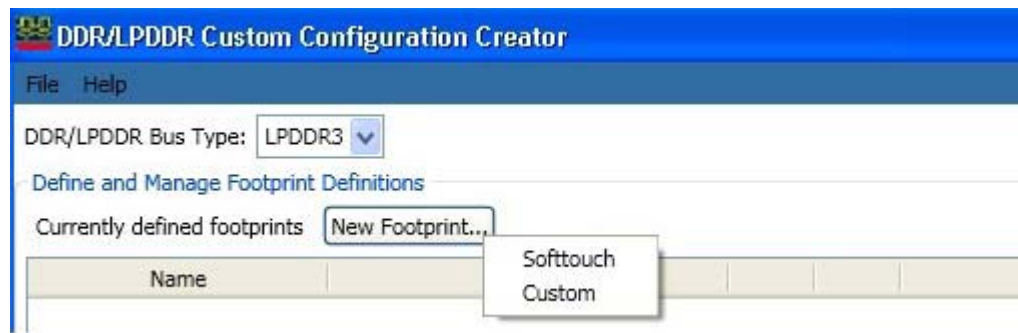 DDR/LPDDR Custom Configuration Creator
File Help
DDR/LPDDR Bus Type: LPDDR3
Define and Manage Footprint Definitions
Currently defined footprints New Footprint...
Softtouch
Name
Custom